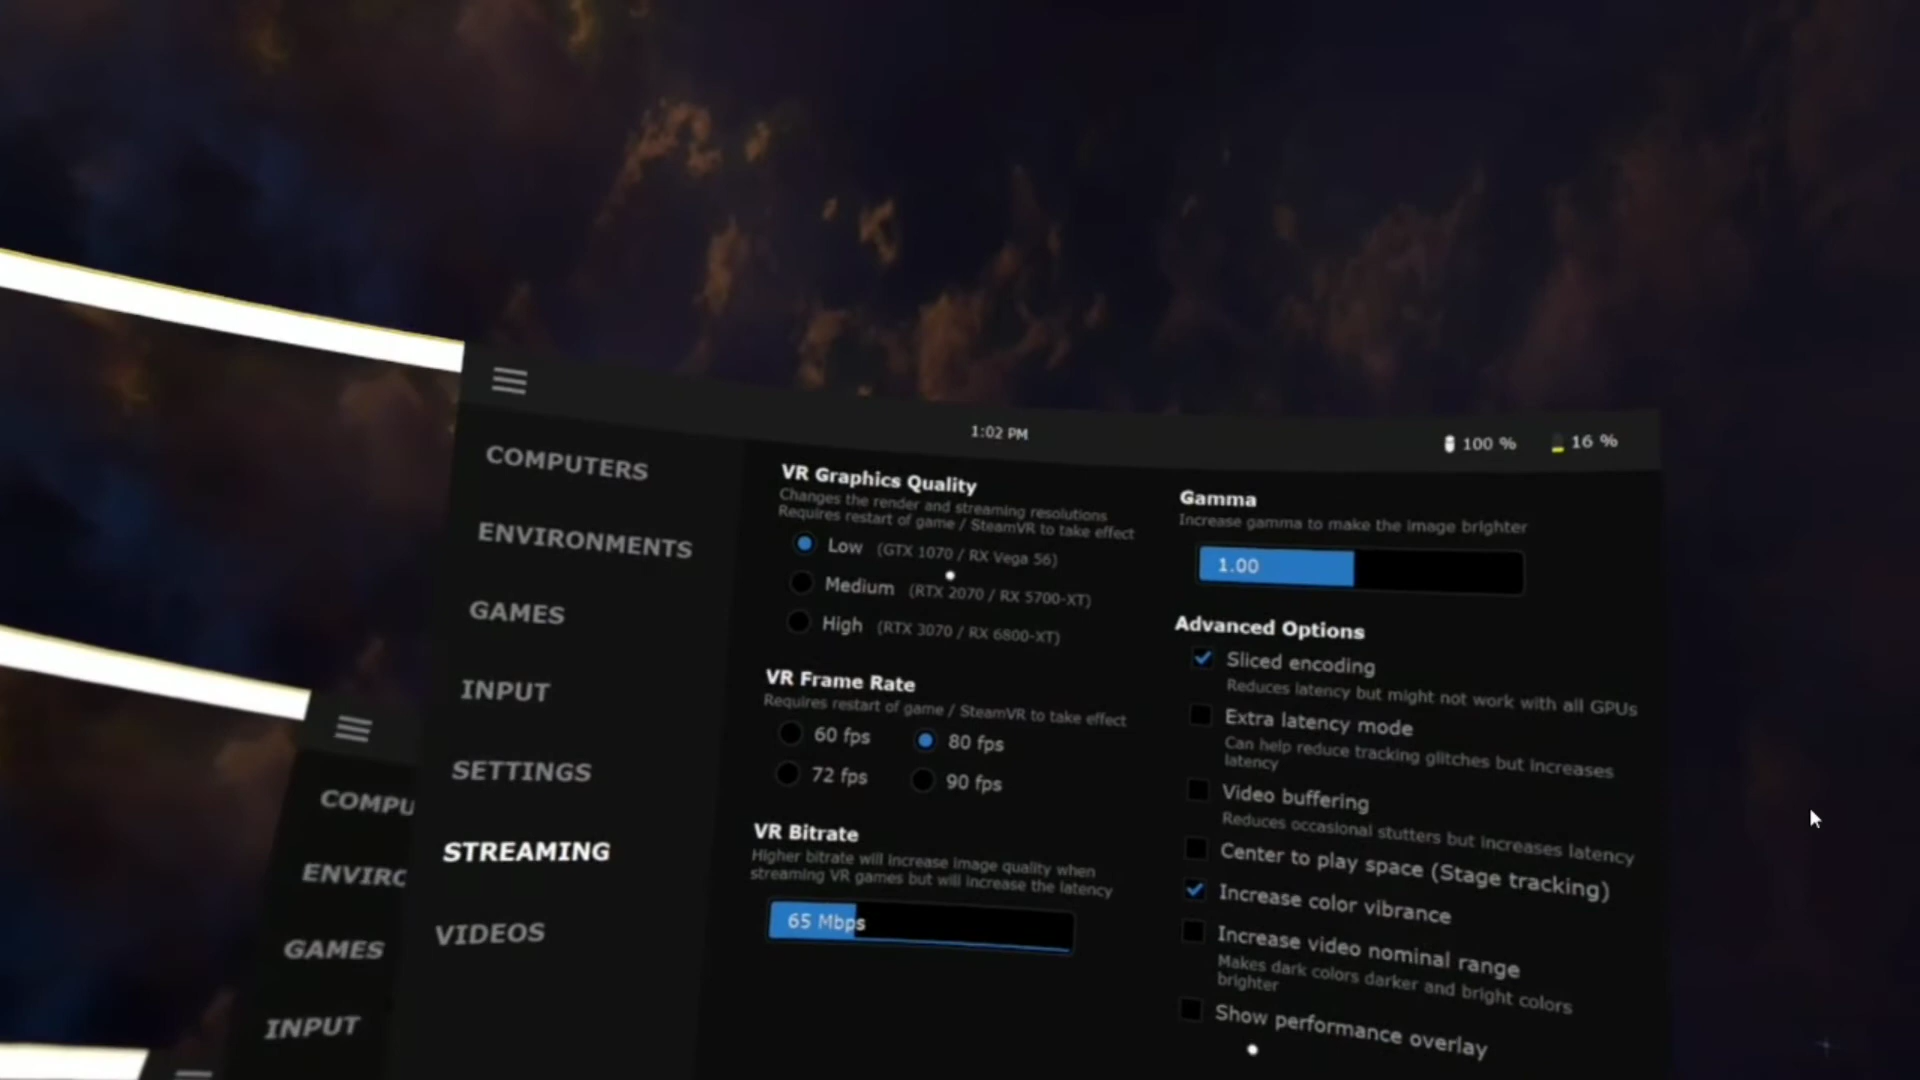 1:02 PM
100 %
16 %
COMPUTERS
ENVIRONMENTS
GAMES
INPUT
SETTINGS
STREAMING
VIDEOS
VR Graphics Quality
Changes the render and streaming resolutions
Requires restart of game / SteamVR to take effect
Low (GTX 1070 / RX Vega 56)
Medium (RTX 2070 / RX 5700-XT)
High (RTX 3070 / RX 6800-XT)
VR Frame Rate
Requires restart of game / SteamVR to take effect
60 fps
80 fps
72 fps
90 fps
VR Bitrate
Higher bitrate will increase image quality when
streaming VR games but will increase the latency
65 Mbps
Gamma
Increase gamma to make the image brighter
1.00
Advanced Options
Sliced encoding
Reduces latency but might not work with all GPUs
Extra latency mode
Can help reduce tracking glitches but increases
latency
Video buffering
Reduces occasional stutters but increases latency
Center to play space (Stage tracking)
Increase color vibrance
Increase video nominal range
Makes dark colors darker and bright colors
brighter
Show performance overlay
COMPU
ENVIRO
GAMES
INPUT